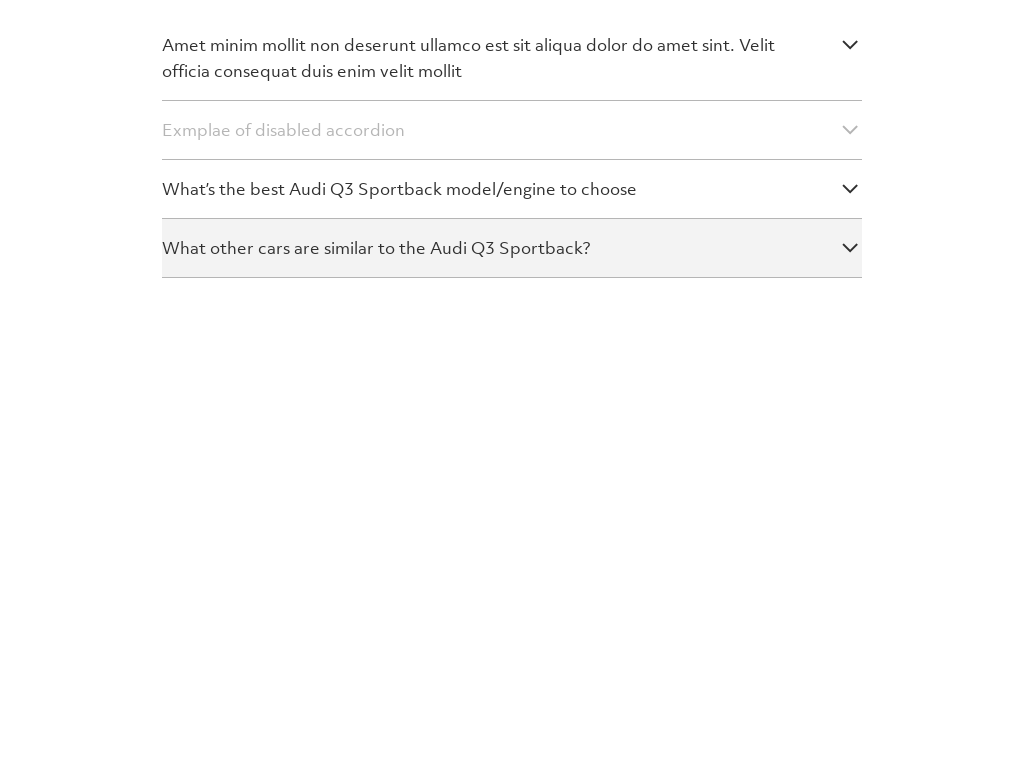 Amet minim mollit non deserunt ullamco est sit aliqua dolor do amet sint. Velit
officia consequat duis enim velit mollit
Exmplae of disabled accordion
What's the best Audi Q3 Sportback model/engine to choose
What other cars are similar to the Audi Q3 Sportback?